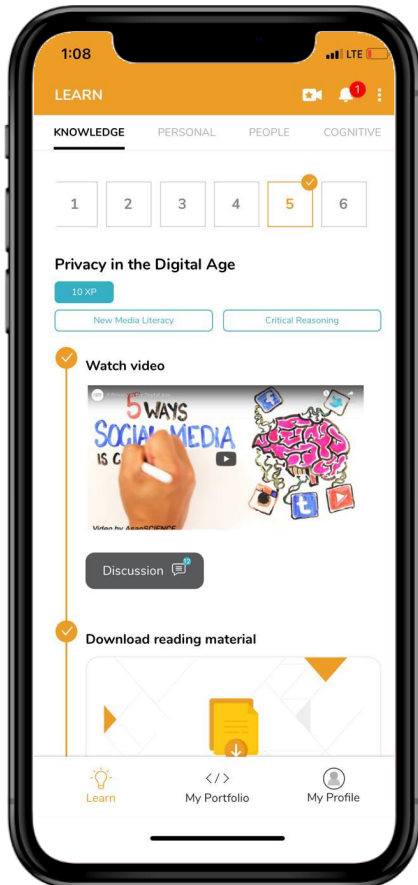 1:08 LTE
LEARN 1
KNOWLEDGE PERSONAL PEOPLE COGNITIVE
1 2 3 4 5 6
Privacy in the Digital Age
10 XP
New Media Literacy Critical Reasoning
Watch video
5 WAYS
SOCIAL MEDIA
IS C
Video by AsapSCIENCE
Discussion 12
Download reading material
Learn My Portfolio My Profile